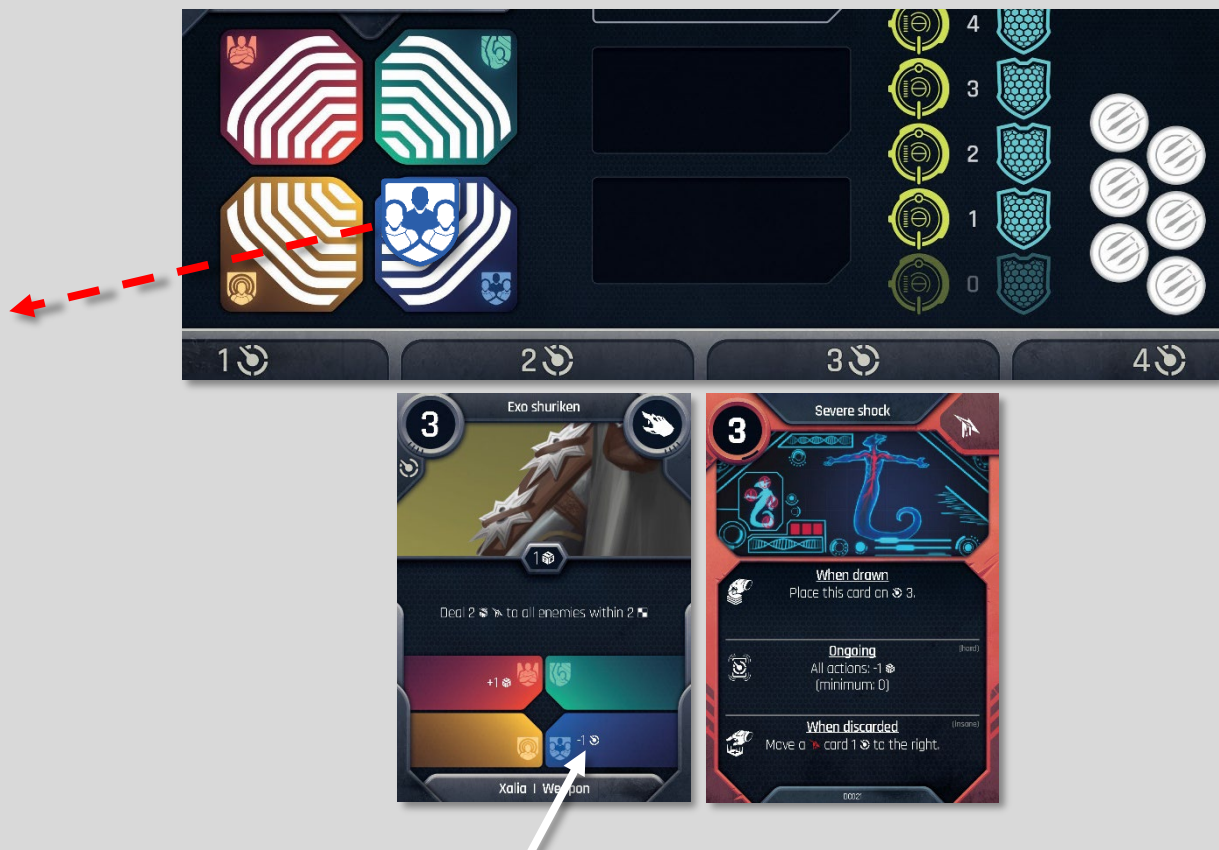 4
3
2
1
0
1
2
3
4
3
Exo shuriken
1
Deal 2 to all enemies within 2
+1
-1
Xalia | Weapon
3
Severe shock
When drawn
Place this card on 3.
Ongoing
(hard)
All actions: -1
(minimum: 0)
When discarded
(insane)
Move a card 1 to the right.